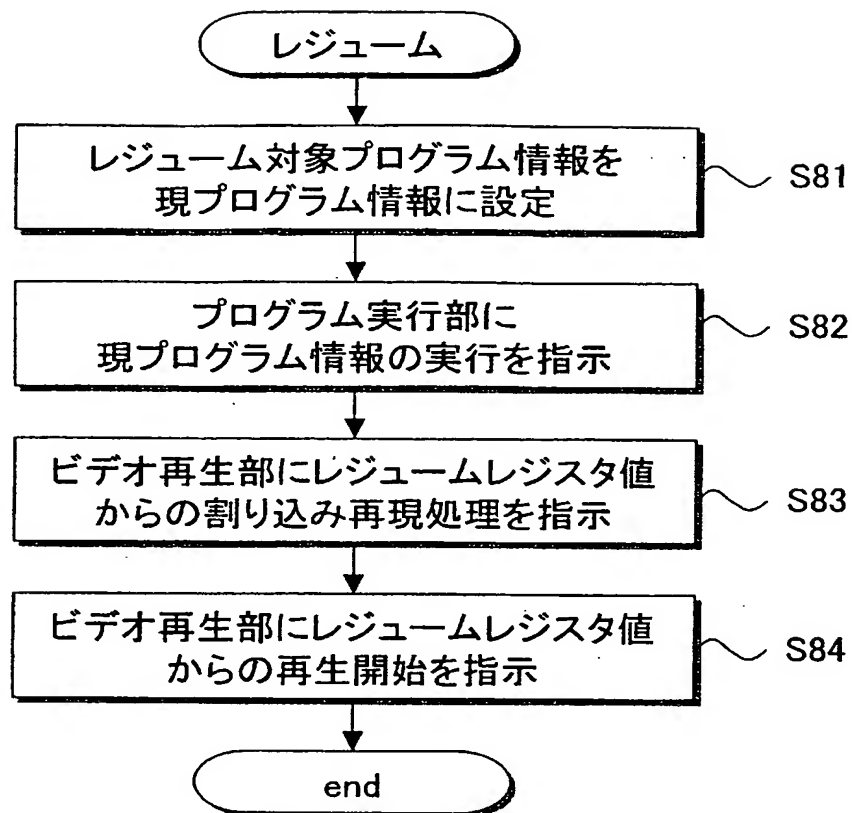 レジューム
レジューム対象プログラム情報を
現プログラム情報に設定
S81
プログラム実行部に
現プログラム情報の実行を指示
S82
ビデオ再生部にレジュームレジスタ値
からの割り込み再現処理を指示
S83
ビデオ再生部にレジュームレジスタ値
からの再生開始を指示
S84
end